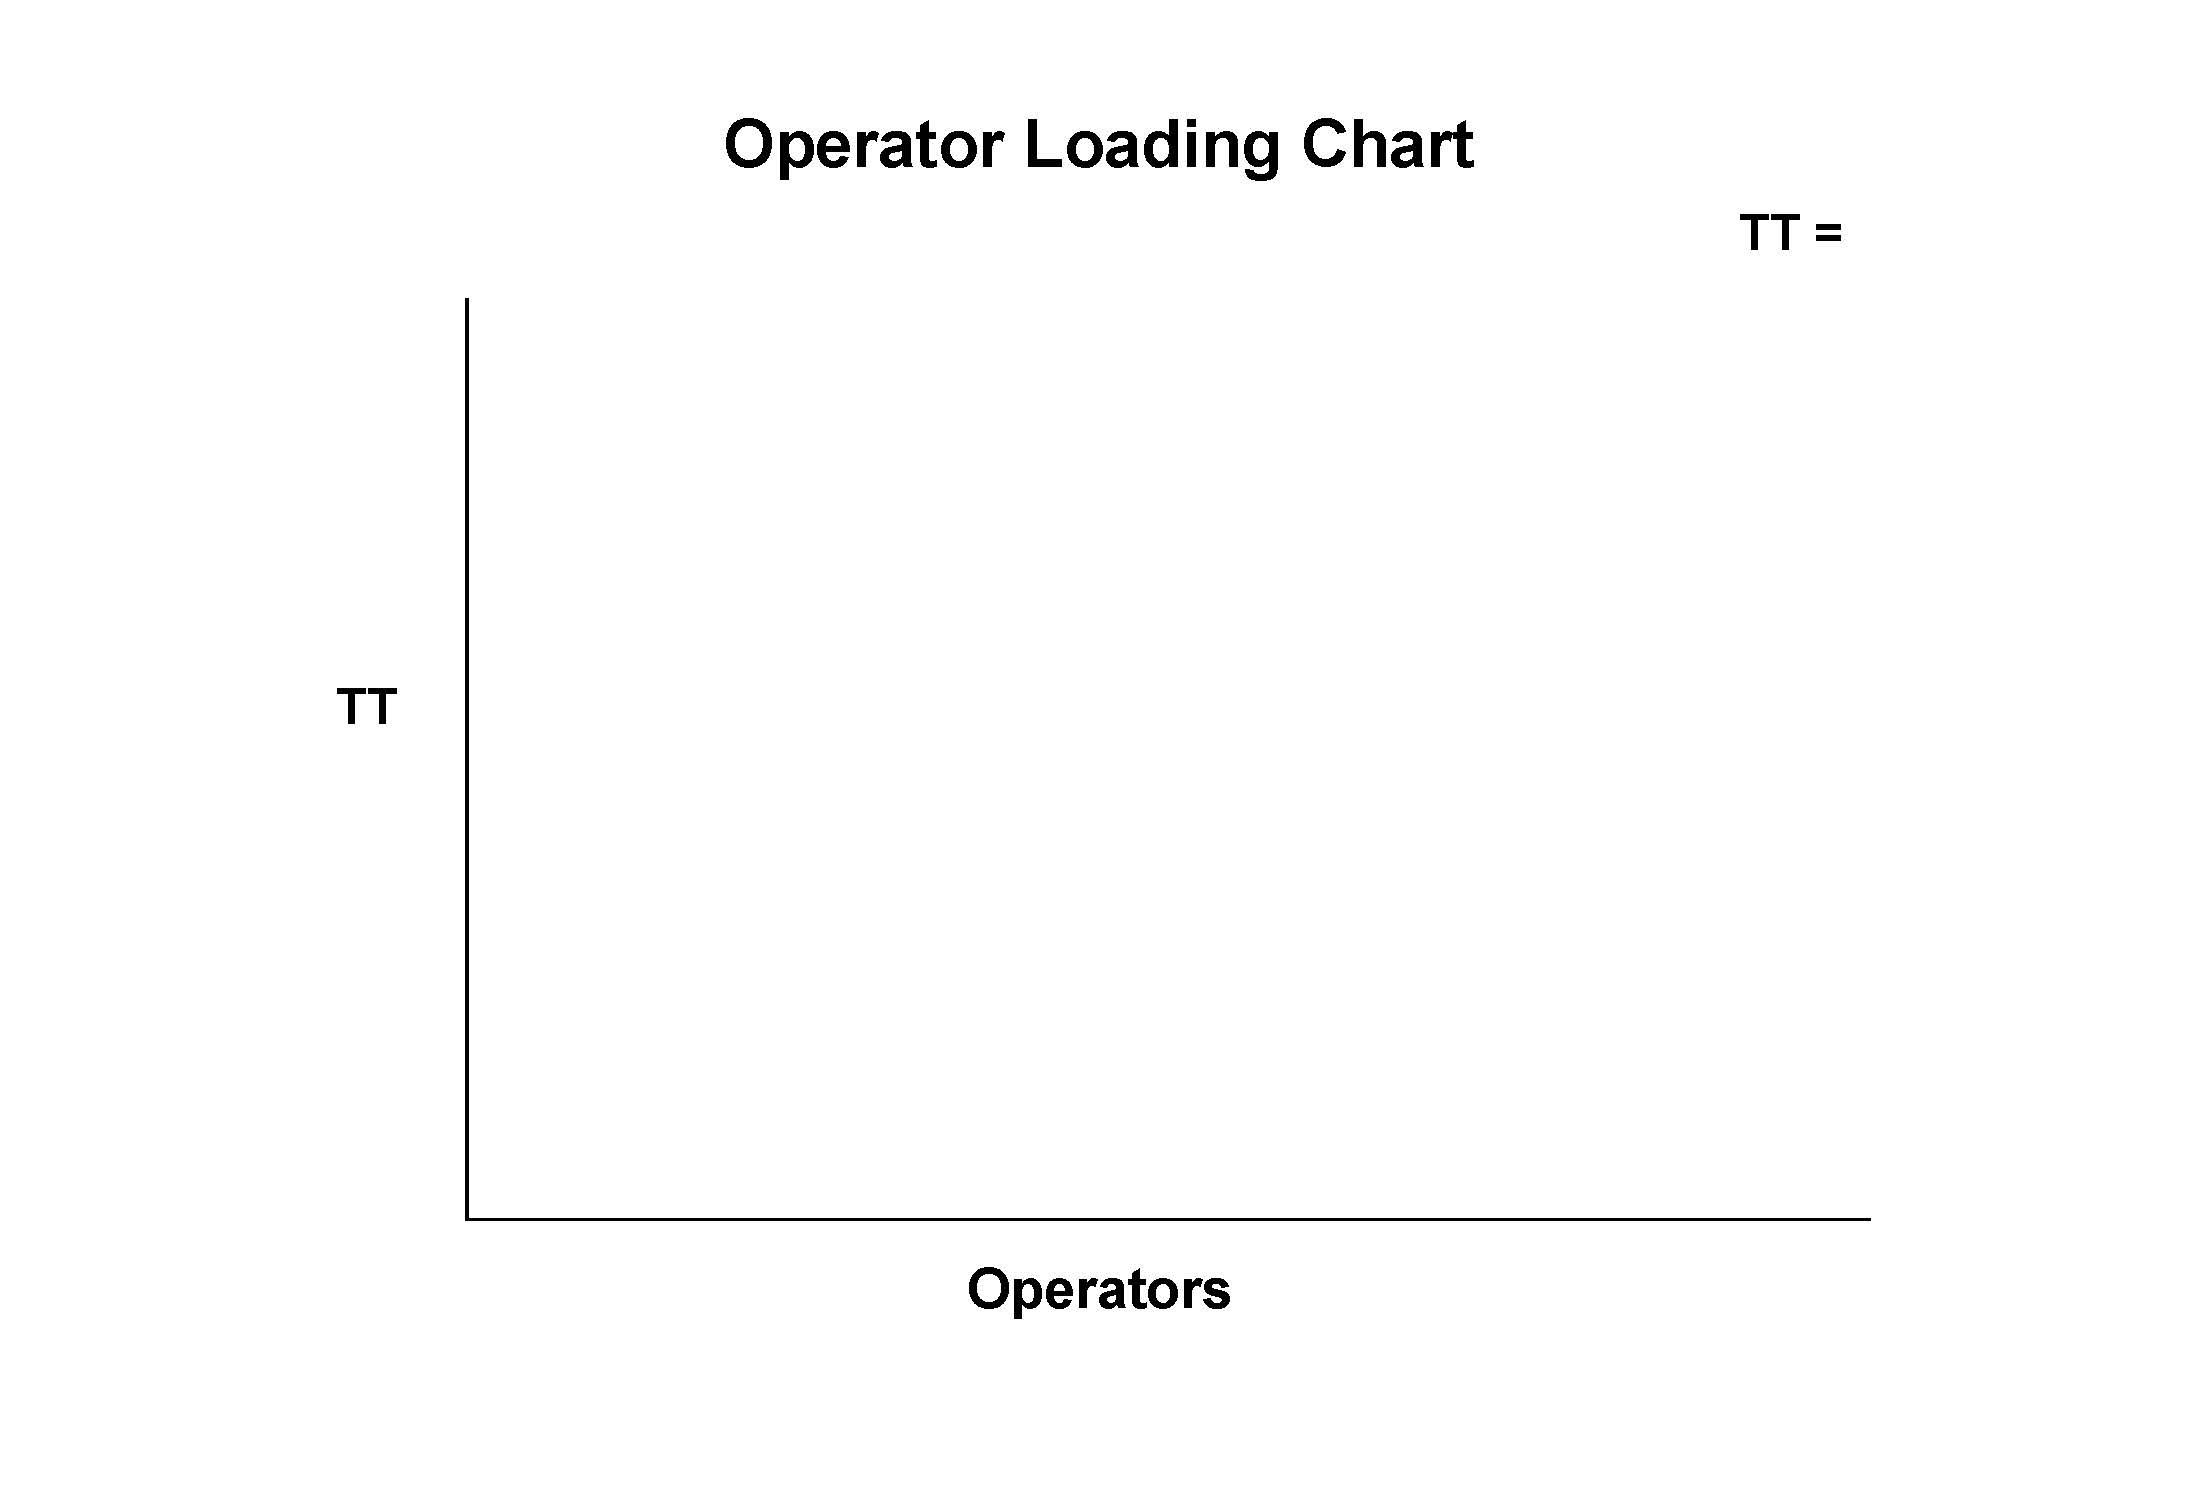 Operator Loading Chart
TT =
TT
Operators